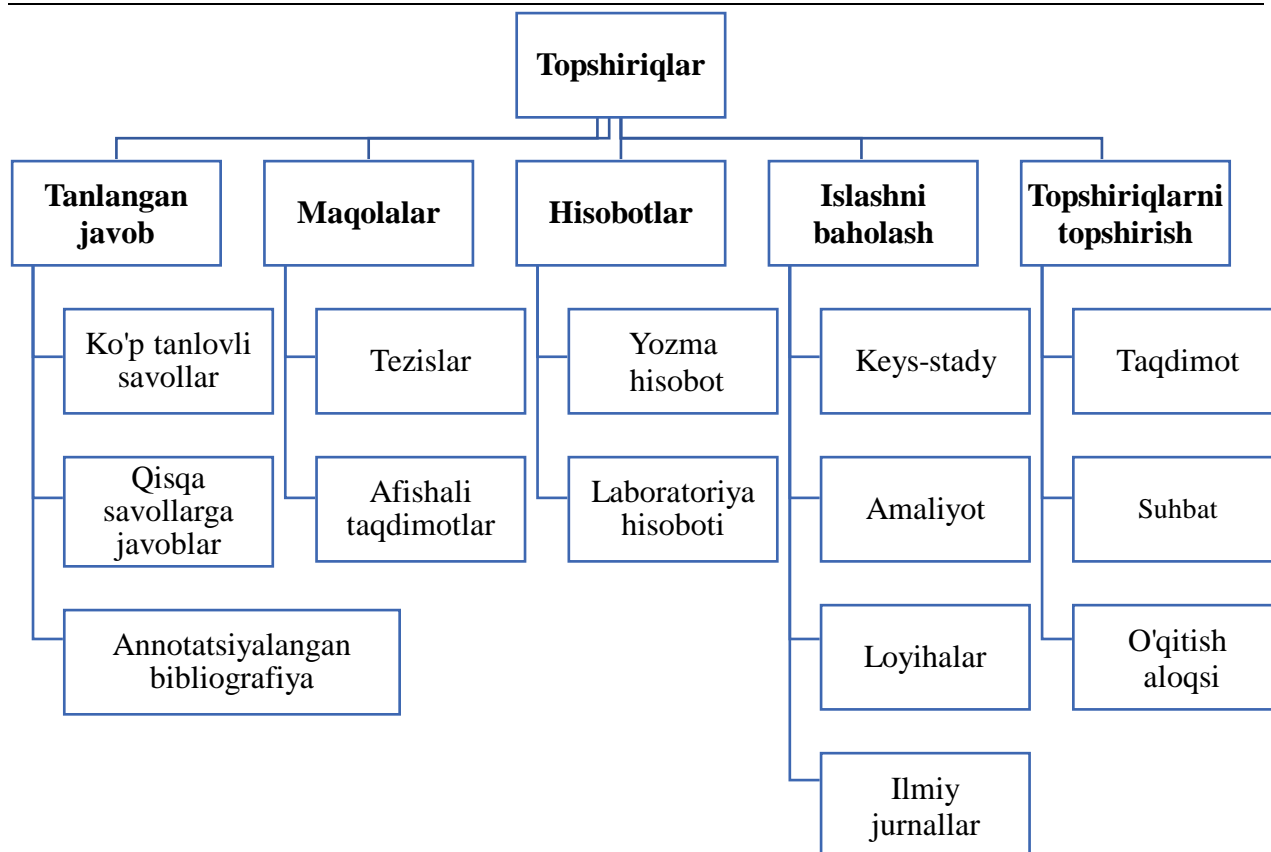 Topshiriqlar
Tanlangan
javob
Maqolalar
Hisobotlar
Islashni
baholash
Topshiriqlarni
topshirish
Ko'p tanlovli
savollar
Tezislar
Yozma
hisobot
Keys-stady
Taqdimot
Qisqa
savollarga
javoblar
Afishali
taqdimotlar
Laboratoriya
hisoboti
Amaliyot
Suhbat
Annotatsiyalangan
bibliografiya
Loyihalar
O'qitish
aloqsi
Ilmiy
jurnallar